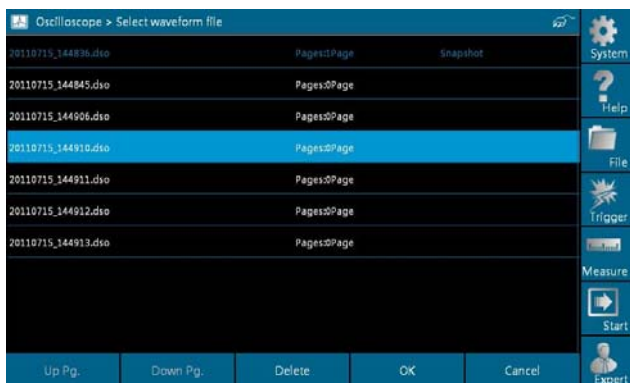 Oscilloscope > Select waveform file
20110715_144836.dso Pages:1Page Snapshot
20110715_144845.dso Pages:0Page
20110715_144906.dso Pages:0Page
20110715_144910.dso Pages:0Page
20110715_144911.dso Pages:0Page
20110715_144912.dso Pages:0Page
20110715_144913.dso Pages:0Page
System
Help
File
Trigger
Measure
Start
Expert
Up Pg. Down Pg. Delete OK Cancel